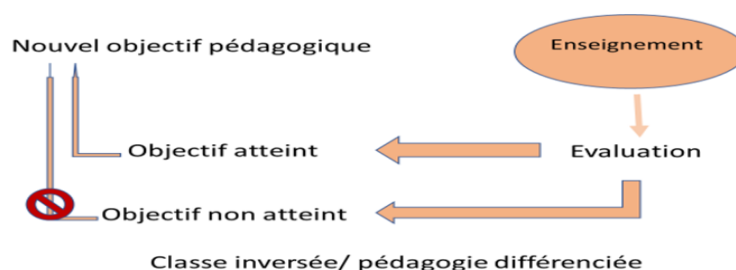 Nouvel objectif pédagogique
Enseignement
Objectif atteint
Evaluation
Objectif non atteint
Classe inversée/ pédagogie différenciée